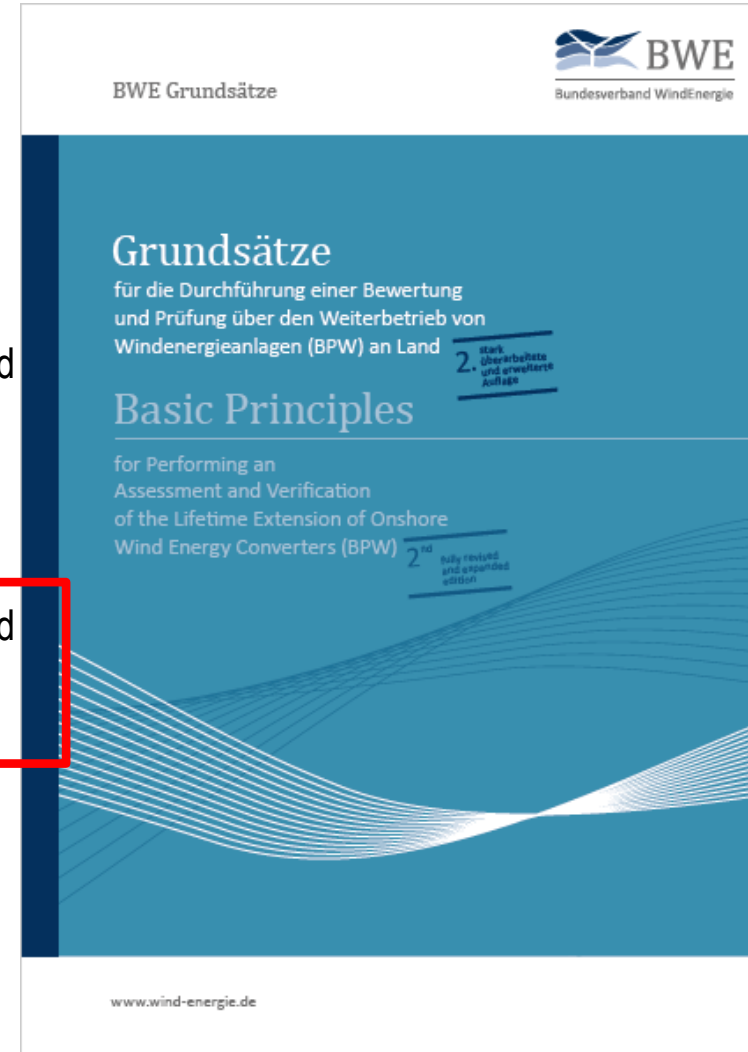 BWE Grundsätze
BWE
Bundesverband WindEnergie
Grundsätze
für die Durchführung einer Bewertung
und Prüfung über den Weiterbetrieb von
Windenergieanlagen (BPW) an Land
2. stark
überarbeitete
und erweiterte
Auflage
d
Basic Principles
for Performing an
Assessment and Verification
of the Lifetime Extension of Onshore
Wind Energy Converters (BPW)
2nd fully revised
and expanded
edition
d
www.wind-energie.de